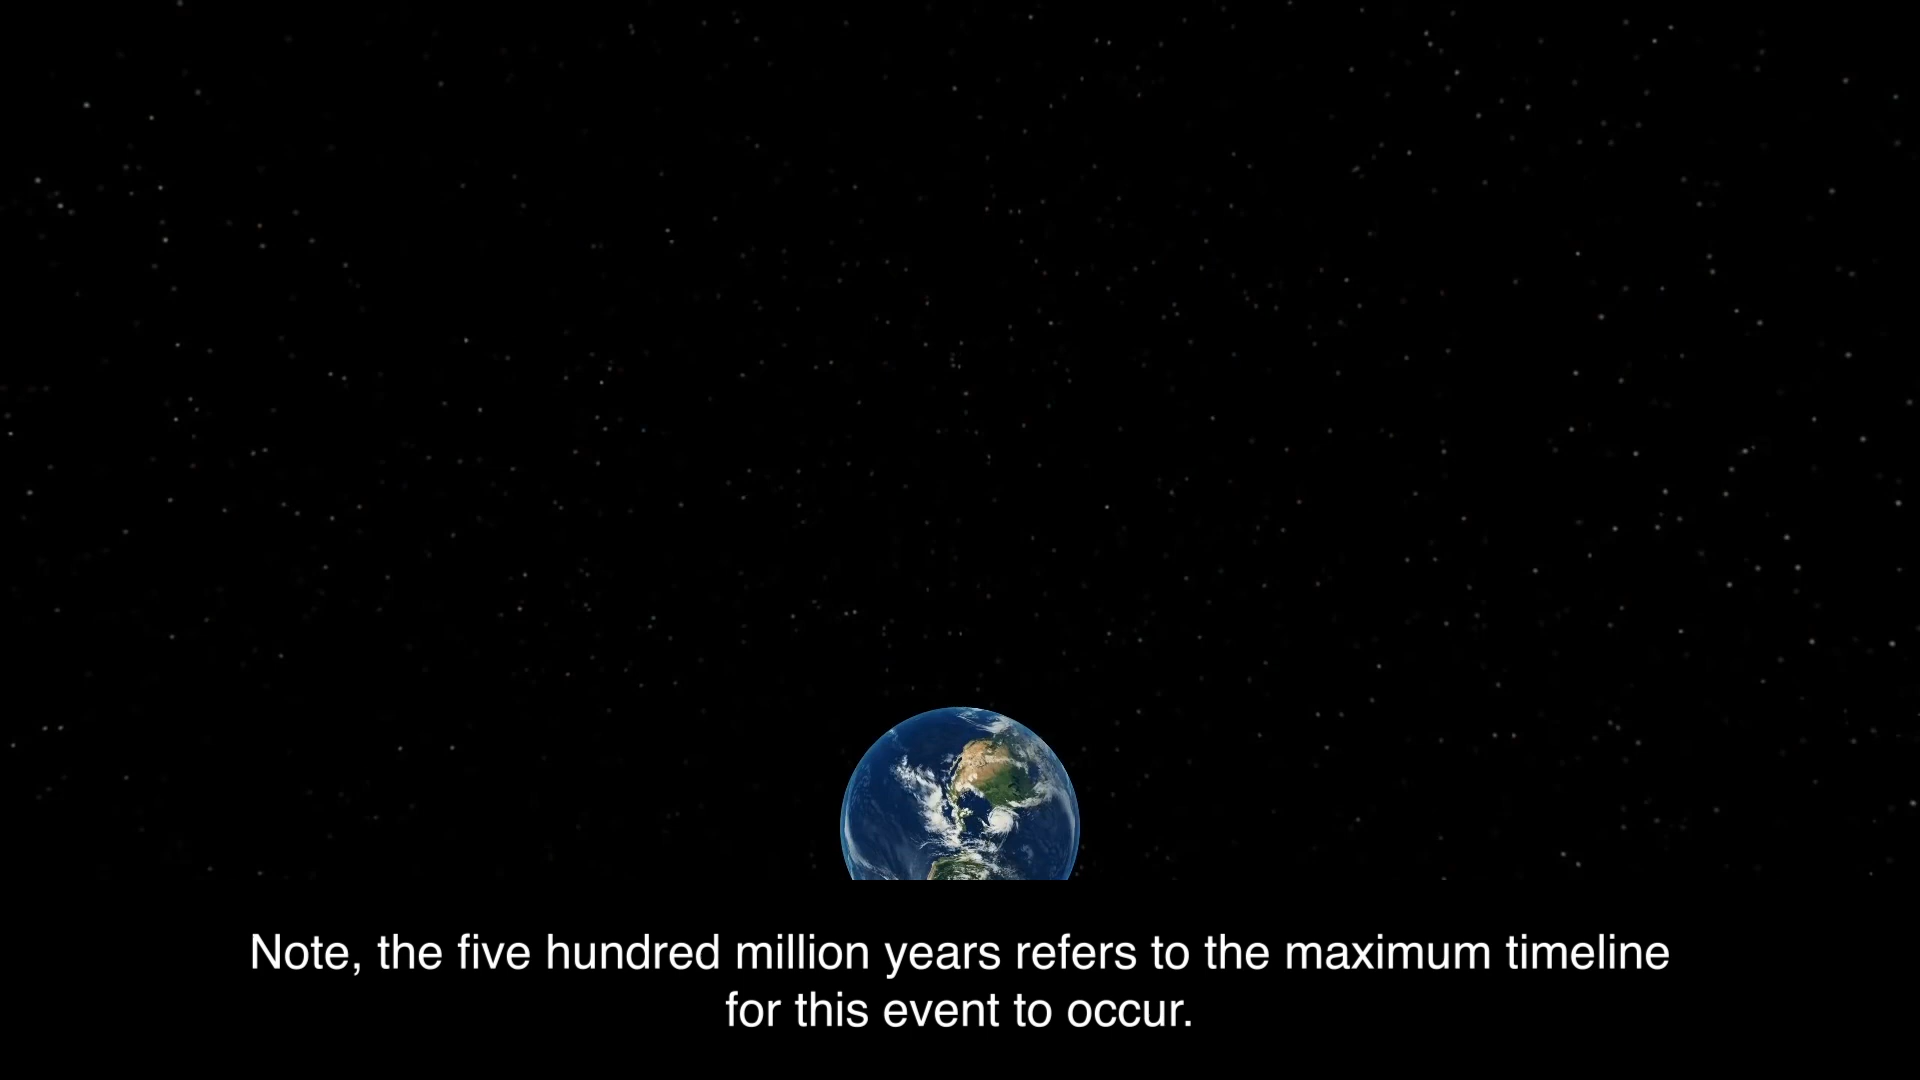 Note, the five hundred million years refers to the maximum timeline
for this event to occur.